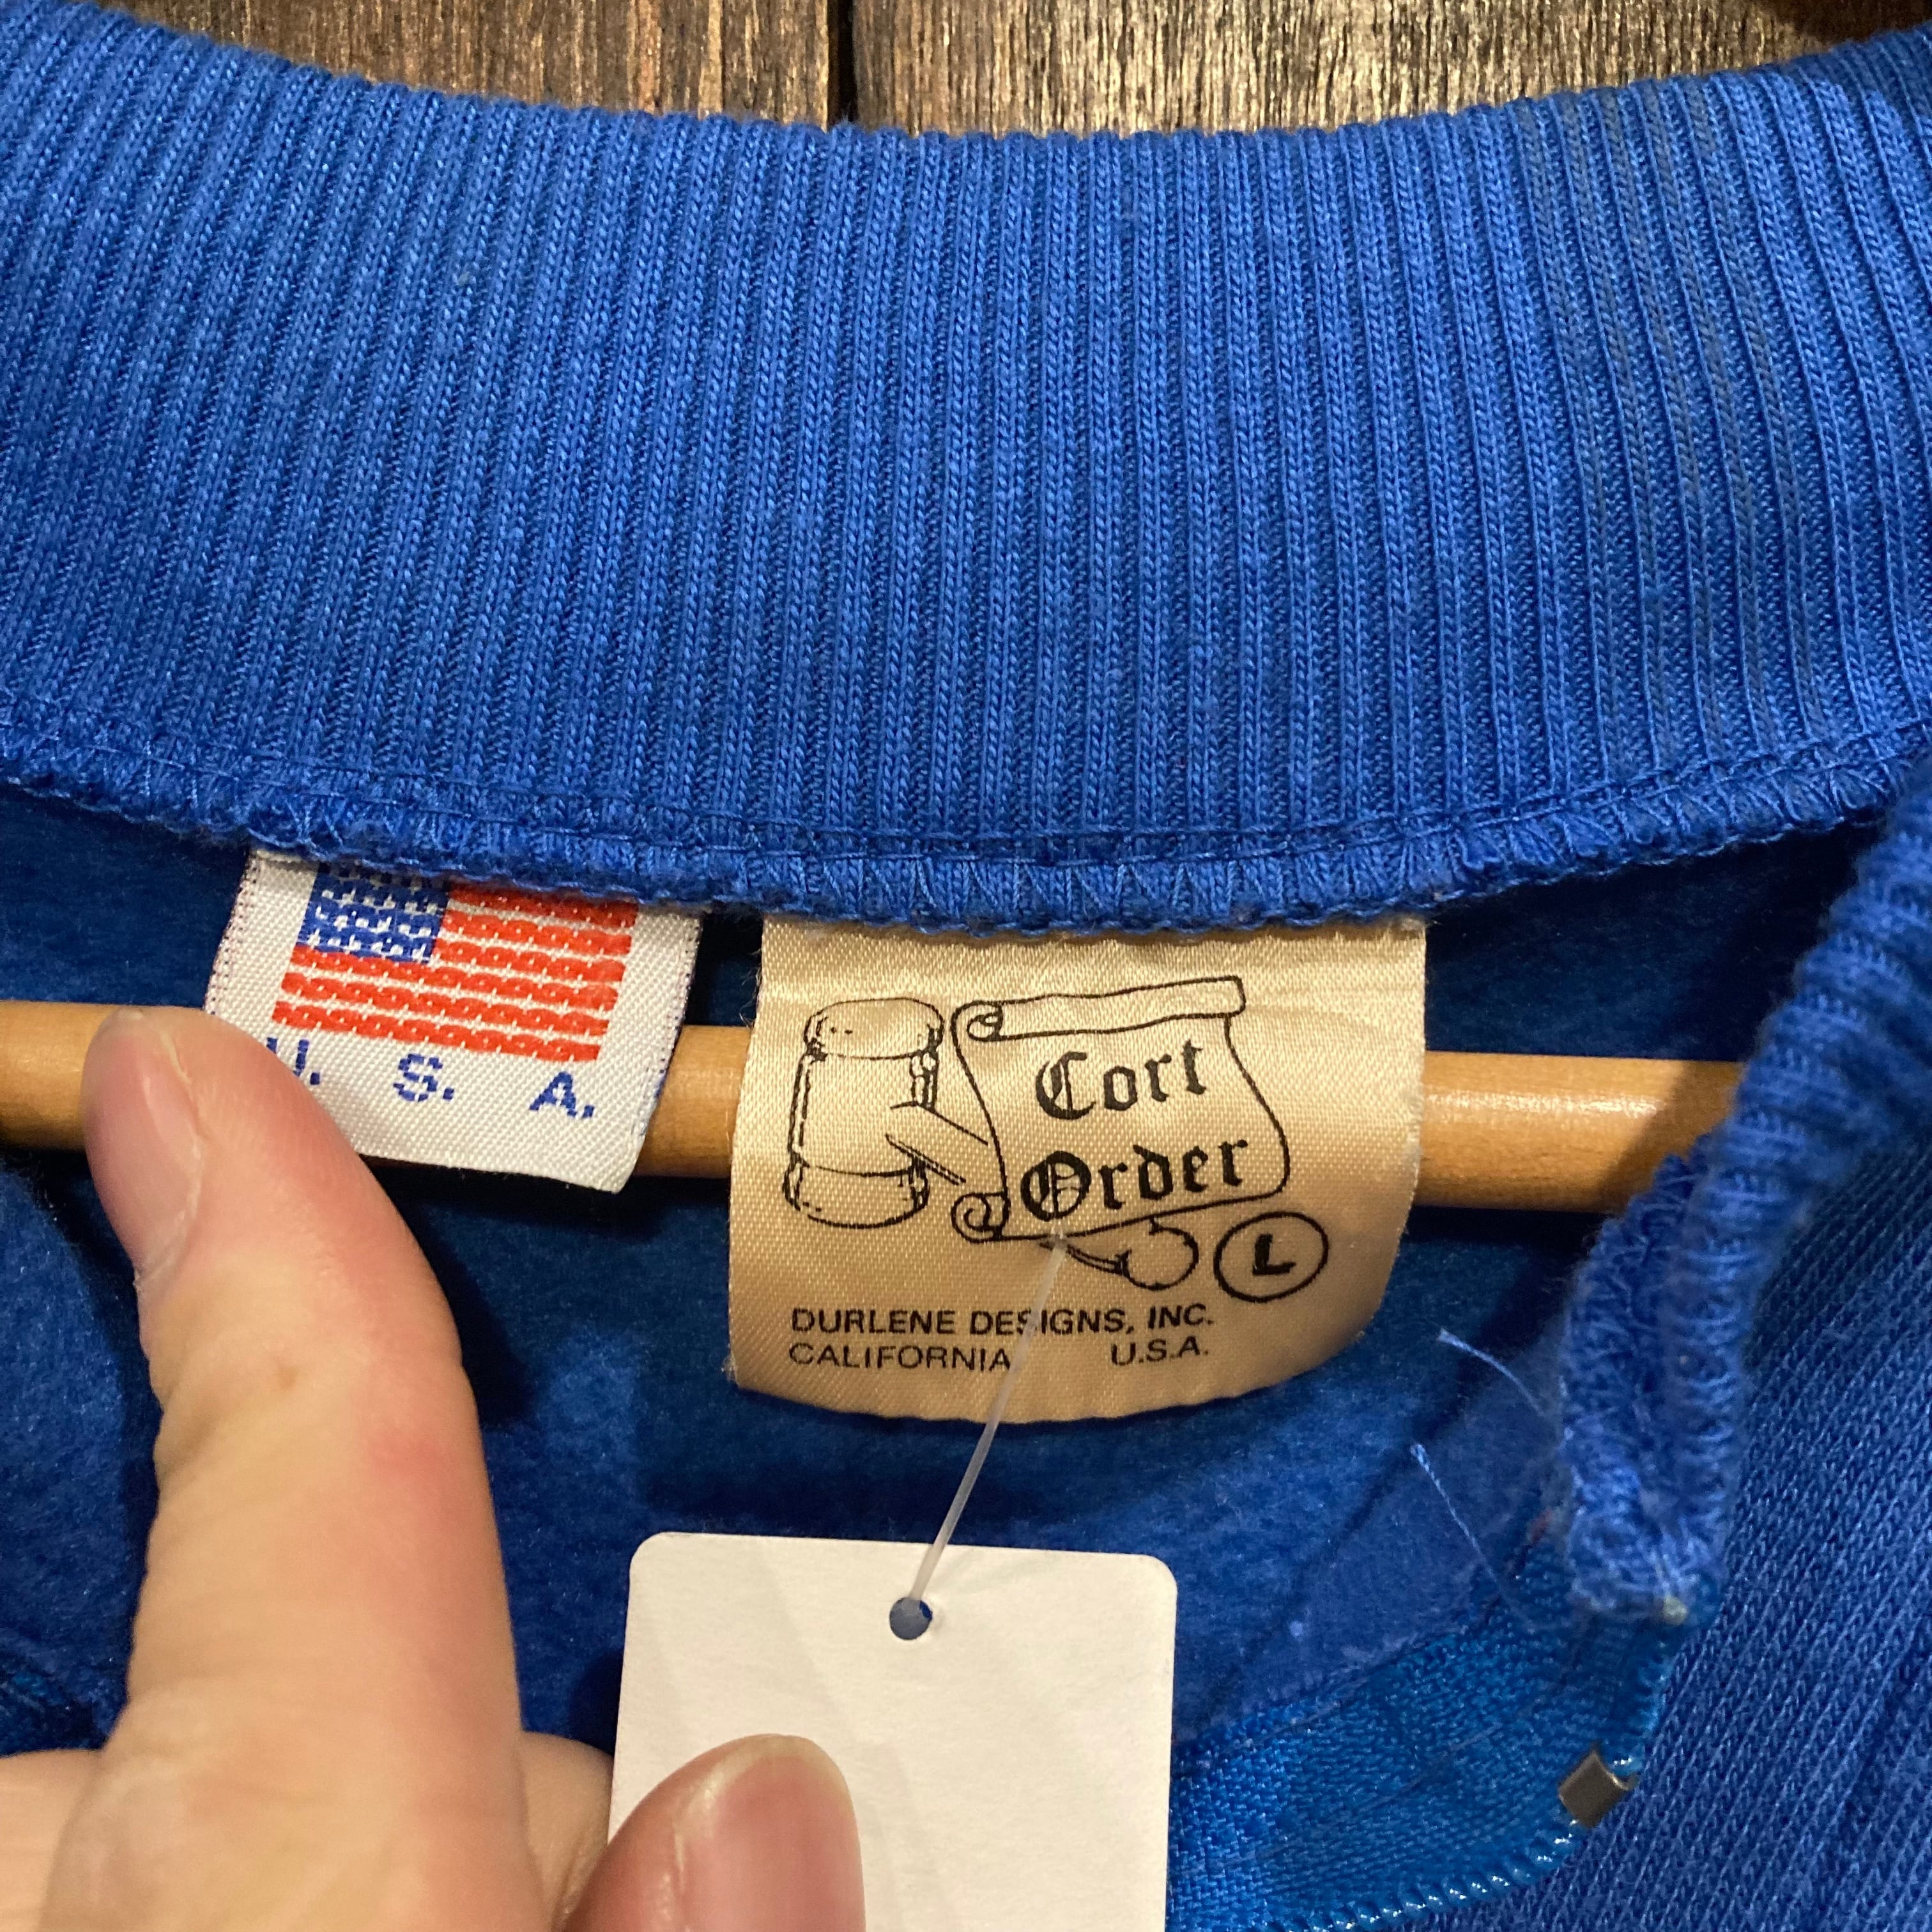 U. S. A.
Cort
Order
L
DURLENE DESIGNS, INC.
CALIFORNIA U.S.A.